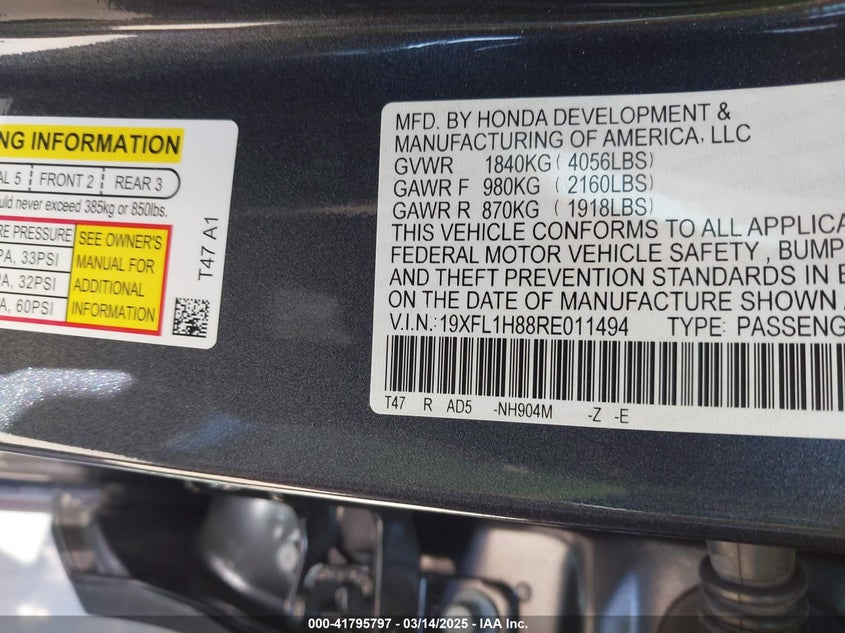 NG INFORMATION
AL 5 FRONT 2 REAR 3
uld never exceed 385kg or 850lbs.
RE PRESSURE
PA, 33PSI
PA, 32PSI
A, 60PSI
SEE OWNER'S
MANUAL FOR
ADDITIONAL
INFORMATION
T47 A1
MFD. BY HONDA DEVELOPMENT &
MANUFACTURING OF AMERICA, LLC
GVWR 1840KG ( 4056LBS)
GAWR F 980KG ( 2160LBS)
GAWR R 870KG ( 1918LBS)
THIS VEHICLE CONFORMS TO ALL APPLICA
FEDERAL MOTOR VEHICLE SAFETY , BUMP
AND THEFT PREVENTION STANDARDS IN E
ON THE DATE OF MANUFACTURE SHOWN
V.I.N.: 19XFL1H88RE011494 TYPE: PASSENG
T47 R AD5 -NH904M -Z -E
000-41795797 — 03/14/2025 — IAA Inc.